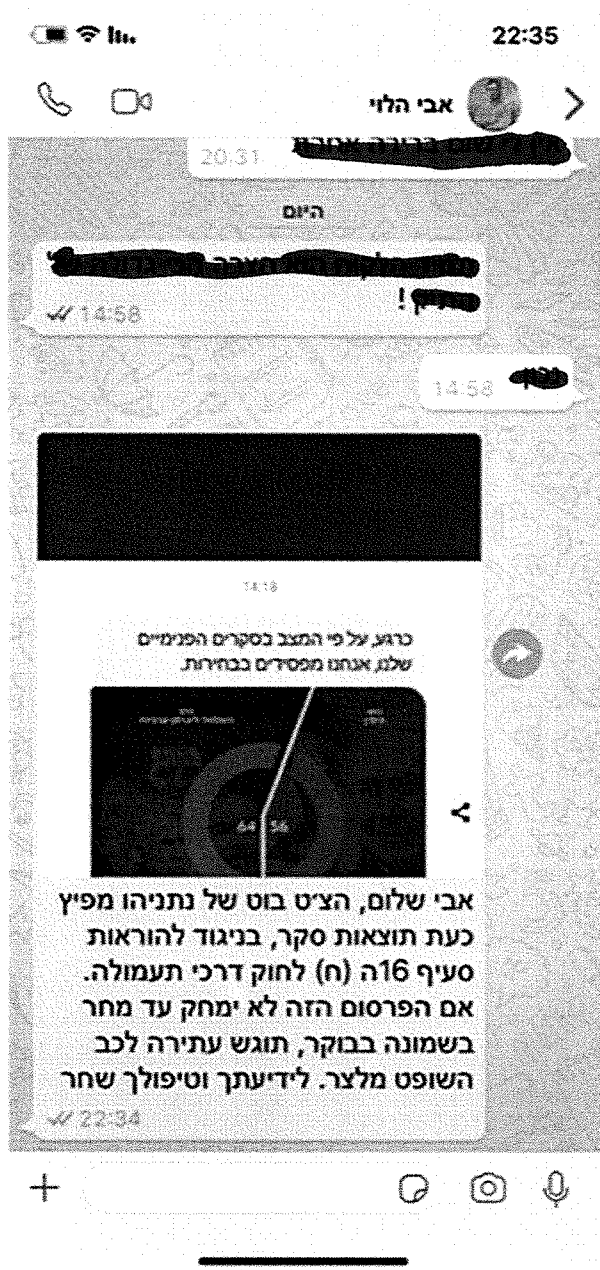 22:35
אבי הלוי
20:31
היום
!
14:58
14:58
14:18
כרגע, על פי המצב בסקרים הפנימיים
שלנו, אנחנו מפסידים בבחירות.
64 56
אבי שלום, הצ׳ט בוט של נתניהו מפיץ
כעת תוצאות סקר, בניגוד להוראות
סעיף 16ה (ח) לחוק דרכי תעמולה.
אם הפרסום הזה לא ימחק עד מחר
בשמונה בבוקר, תוגש עתירה לכב
השופט מלצר. לידיעתך וטיפולך שחר
22:34